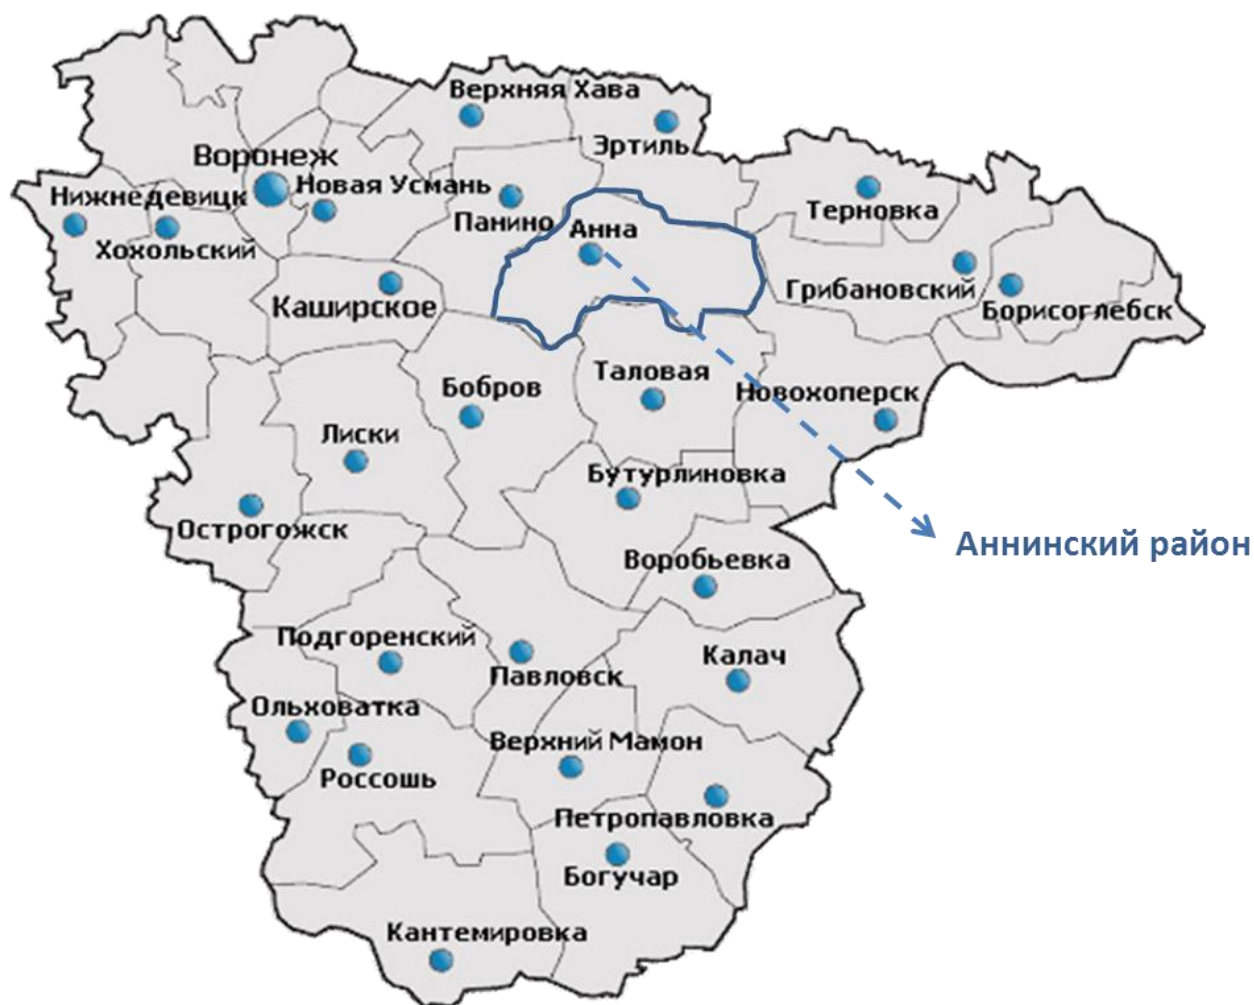 Верхняя Хава
Эртиль
Воронеж
Нижнедевицк
Новая Усмань
Терновка
Хохольский
Панино
Анна
Каширское
Грибановский
Борисоглебск
Бобров
Таловая
Новохоперск
Лиски
Бутурлиновка
Острогожск
Аннинский район
Воробьевка
Подгоренский
Павловск
Калач
Ольховатка
Верхний Мамон
Россошь
Петропавловка
Богучар
Кантемировка